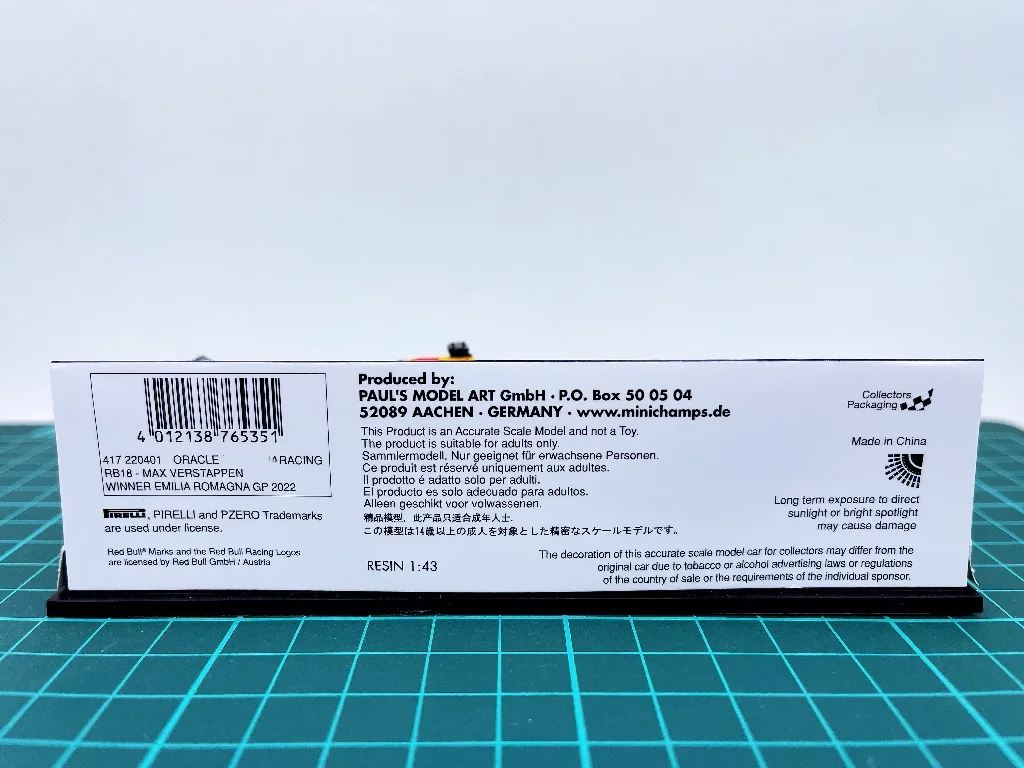 4 012138 765351
417 220401 ORACLE RACING
RB18 - MAX VERSTAPPEN
WINNER EMILIA ROMAGNA GP 2022
PIRELLI, PIRELLI and PZERO Trademarks
are used under license.
Red Bull® Marks and the Red Bull Racing Logos
are licensed by Red Bull GmbH / Austria
Produced by:
PAUL'S MODEL ART GmbH · P.O. Box 50 05 04
52089 AACHEN · GERMANY · www.minichamps.de
This Product is an Accurate Scale Model and not a Toy.
The product is suitable for adults only.
Sammlermodell. Nur geeignet für erwachsene Personen.
Ce produit est réservé uniquement aux adultes.
Il prodotto é adatto solo per adulti.
El producto es solo adecuado para adultos.
Alleen geschikt voor volwassenen.
精品模型，此产品只适合成年人士.
この模型は14歳以上の成人を対象とした精密なスケールモデルです。
RESIN 1:43
Collectors
Packaging
Made in China
Long term exposure to direct
sunlight or bright spotlight
may cause damage
The decoration of this accurate scale model car for collectors may differ from the
original car due to tobacco or alcohol advertising laws or regulations
of the country of sale or the requirements of the individual sponsor.